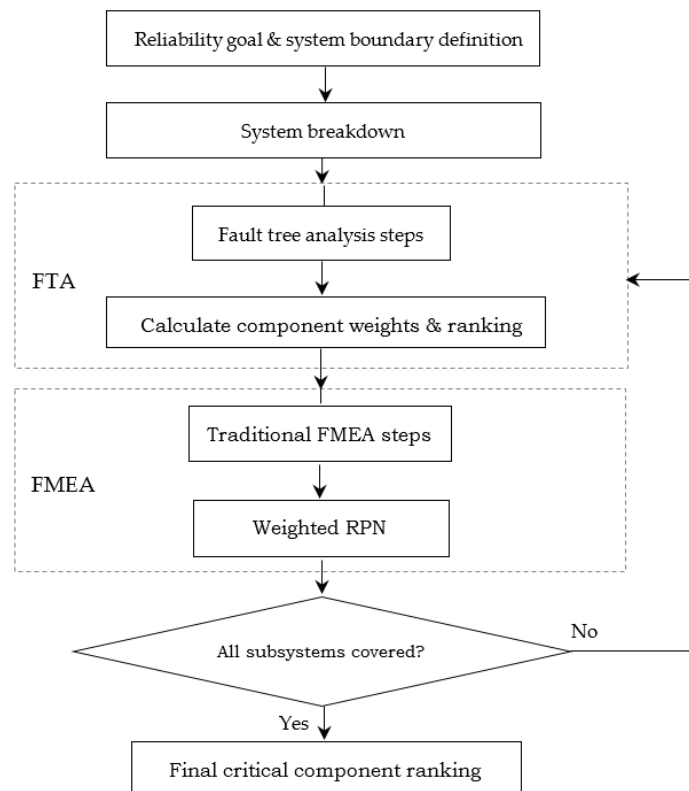 Reliability goal & system boundary definition
System breakdown
Fault tree analysis steps
FTA
Calculate component weights & ranking
Traditional FMEA steps
FMEA
Weighted RPN
All subsystems covered?
No
Yes
Final critical component ranking